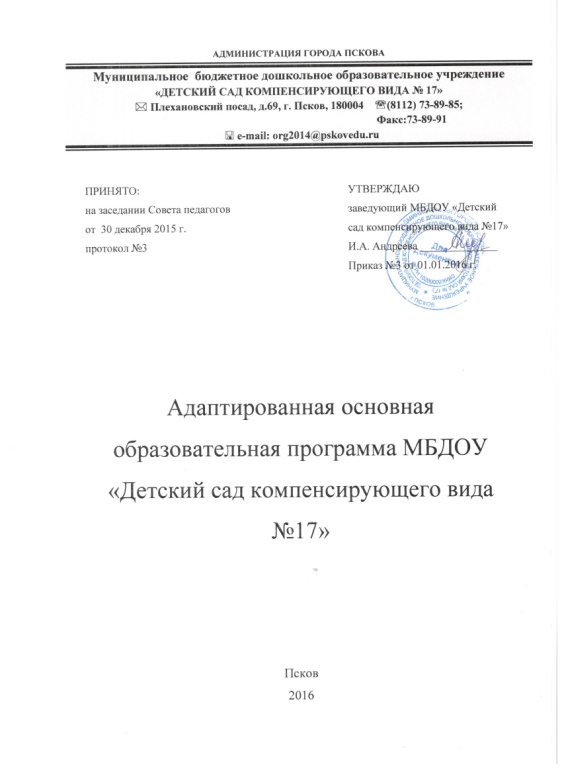 АДМИНИСТРАЦИЯ ГОРОДА ПСКОВА
Муниципальное бюджетное дошкольное образовательное учреждение
«ДЕТСКИЙ САД КОМПЕНСИРУЮЩЕГО ВИДА № 17»
Плехановский посад, д.69, г. Псков, 180004 (8112) 73-89-85;
Факс:73-89-91
e-mail: org2014@pskovedu.ru
ПРИНЯТО:
на заседании Совета педагогов
от 30 декабря 2015 г.
протокол №3
УТВЕРЖДАЮ
заведующий МБДОУ «Детский
сад компенсирующего вида №17»
И.А. Андреева
Приказ №3 от 01.01.2016 г.
Для
документов
Адаптированная основная
образовательная программа МБДОУ
«Детский сад компенсирующего вида
№17»
Псков
2016